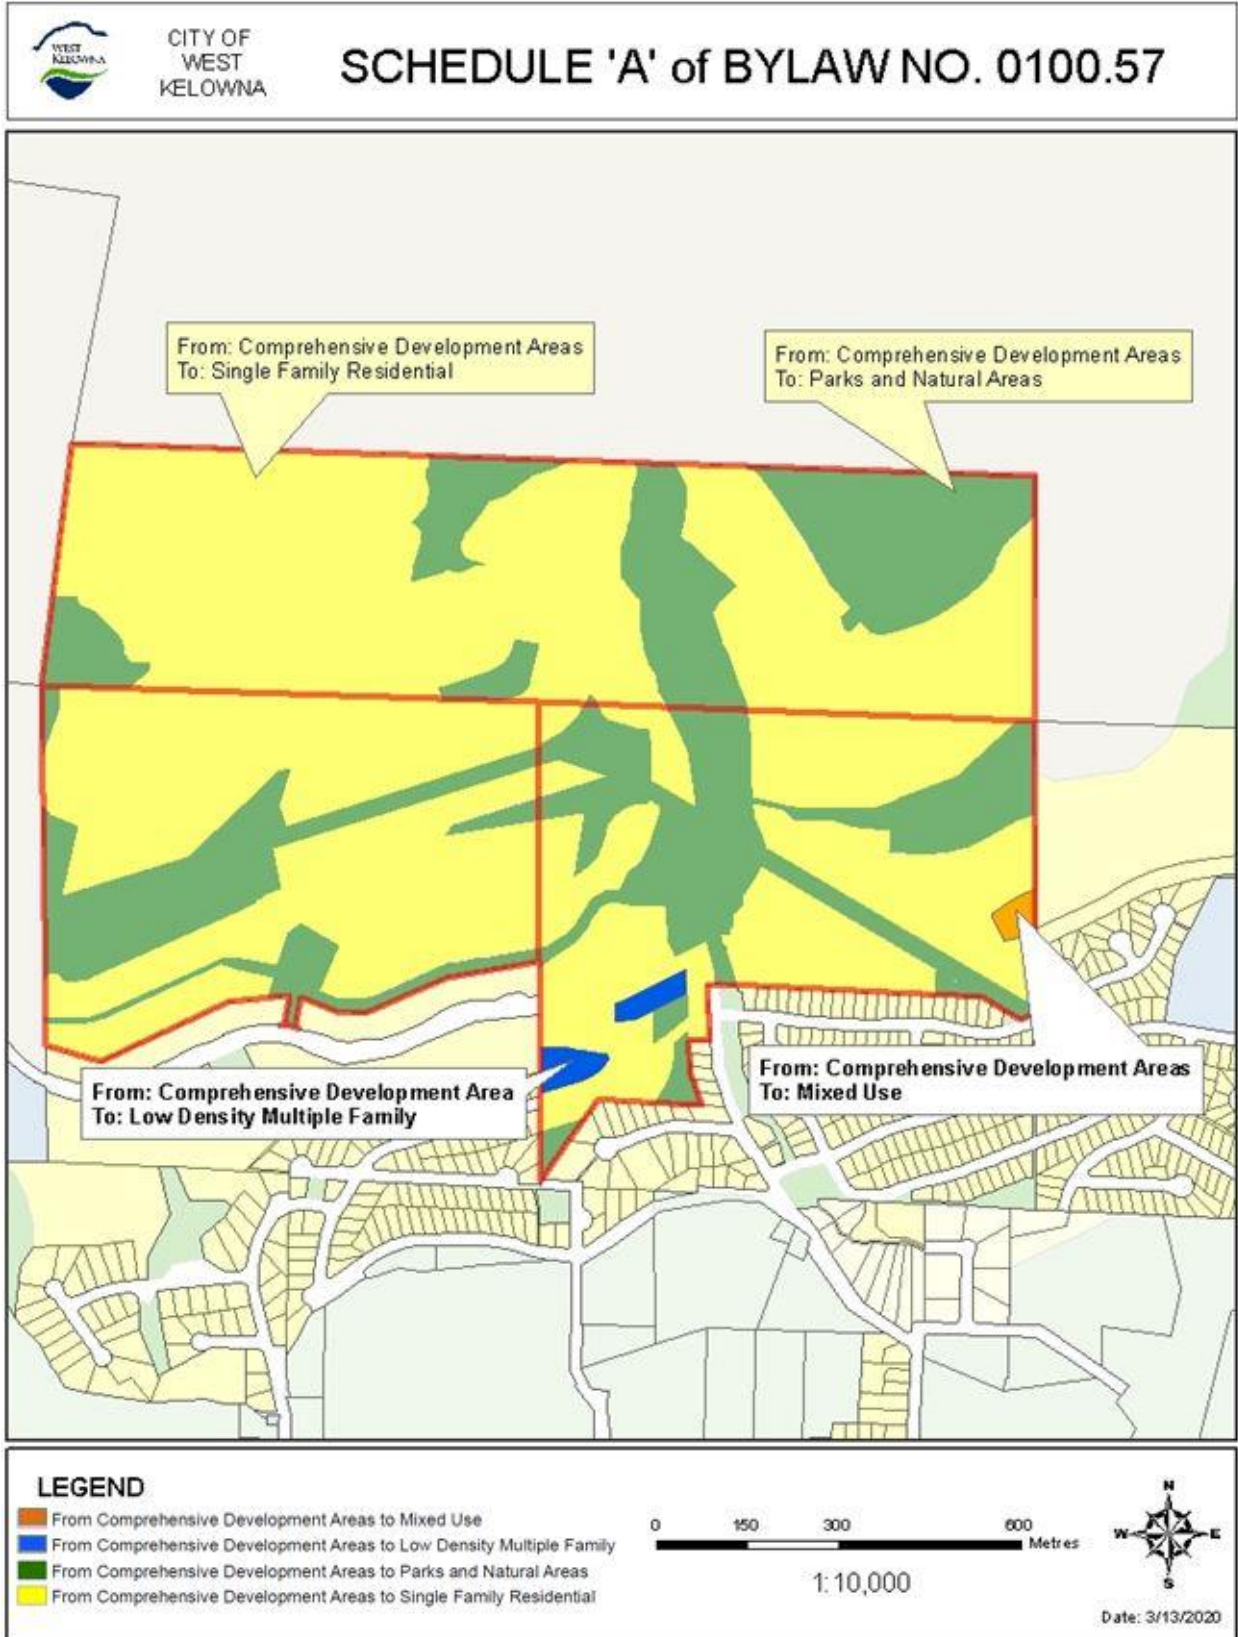 WEST
KELOWNA
CITY OF
WEST
KELOWNA
SCHEDULE 'A' of BYLAW NO. 0100.57
From: Comprehensive Development Areas
To: Single Family Residential
From: Comprehensive Development Areas
To: Parks and Natural Areas
From: Comprehensive Development Area
To: Low Density Multiple Family
From: Comprehensive Development Areas
To: Mixed Use
LEGEND
From Comprehensive Development Areas to Mixed Use
From Comprehensive Development Areas to Low Density Multiple Family
From Comprehensive Development Areas to Parks and Natural Areas
From Comprehensive Development Areas to Single Family Residential
0 150 300 600
Metres
1:10,000
N
W E
S
Date: 3/13/2020